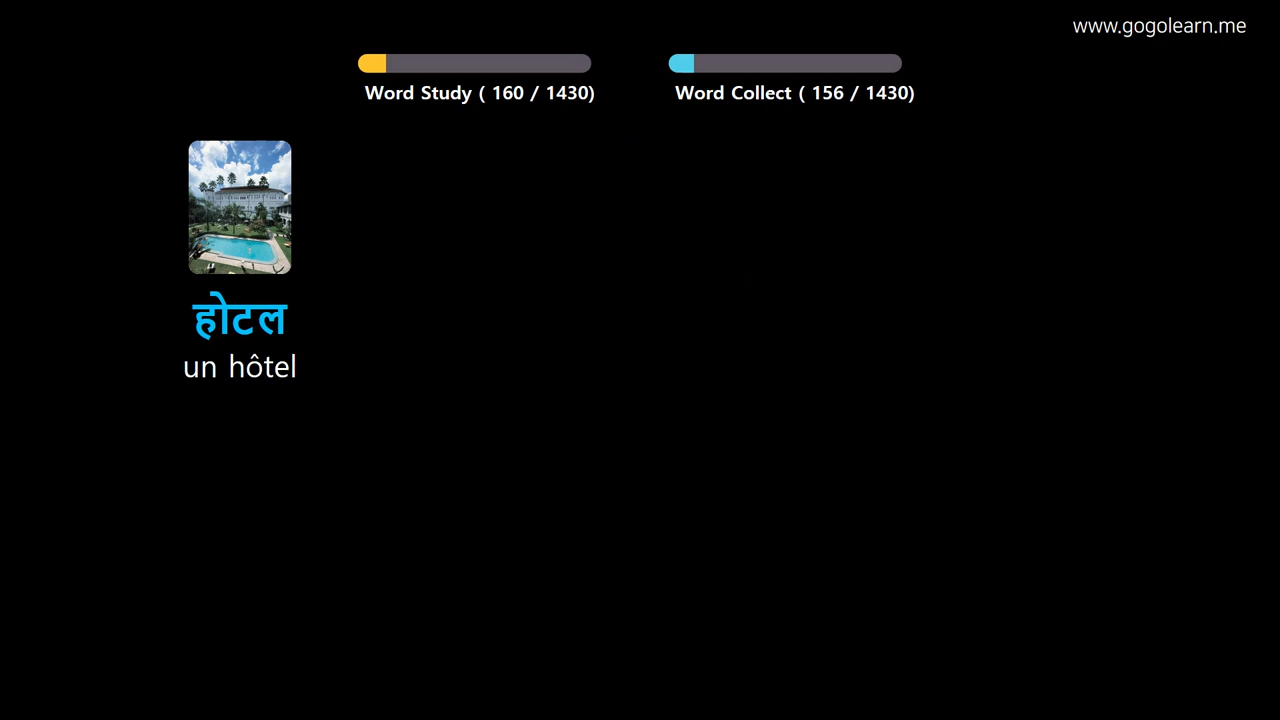 www.gogolearn.me
Word Study ( 160 / 1430)
Word Collect ( 156 / 1430)
होटल
un hôtel